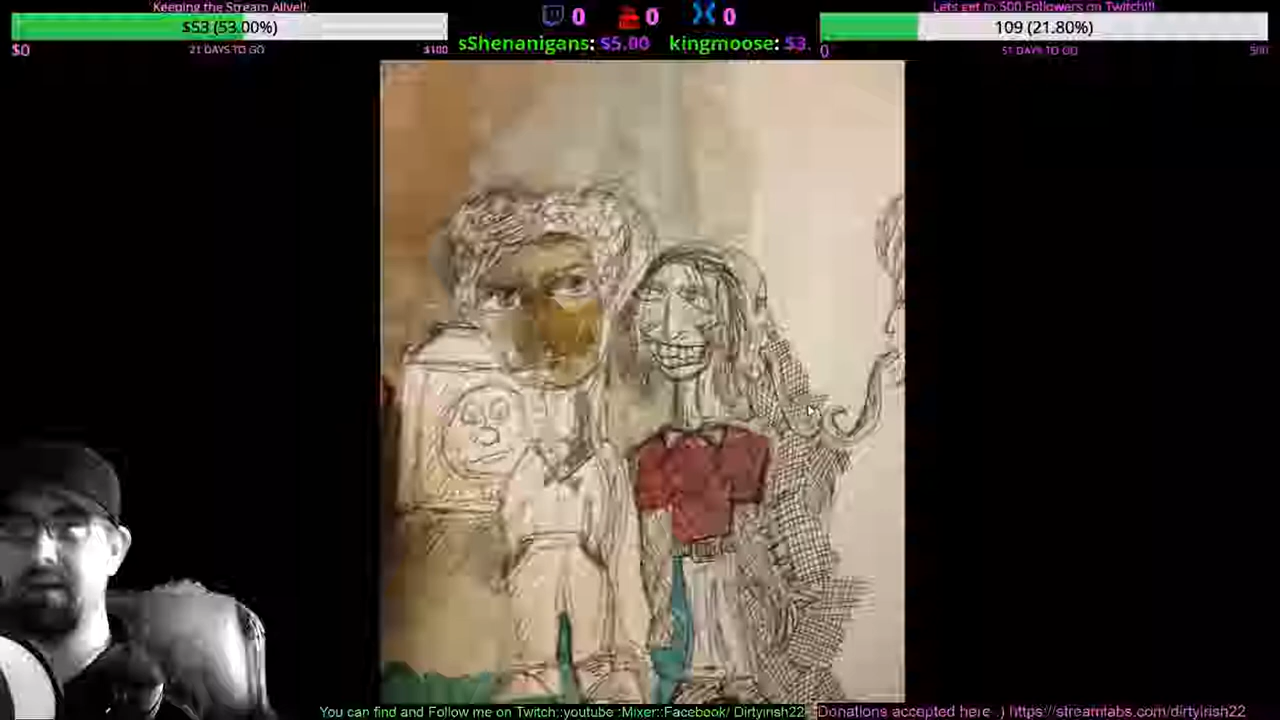 Keeping the Stream Alive!!
$53 (53.00%)
$0
21 DAYS TO GO
$100
0 0 0
sShenanigans: $5.00 kingmoose: $3.
Lets get to 500 Followers on Twitch!!!
109 (21.80%)
0
51 DAYS TO GO
500
You can find and Follow me on Twitch::youtube :Mixer::Facebook/ Dirtyirish22
Donations accepted here :) https://streamlabs.com/dirtyirish22